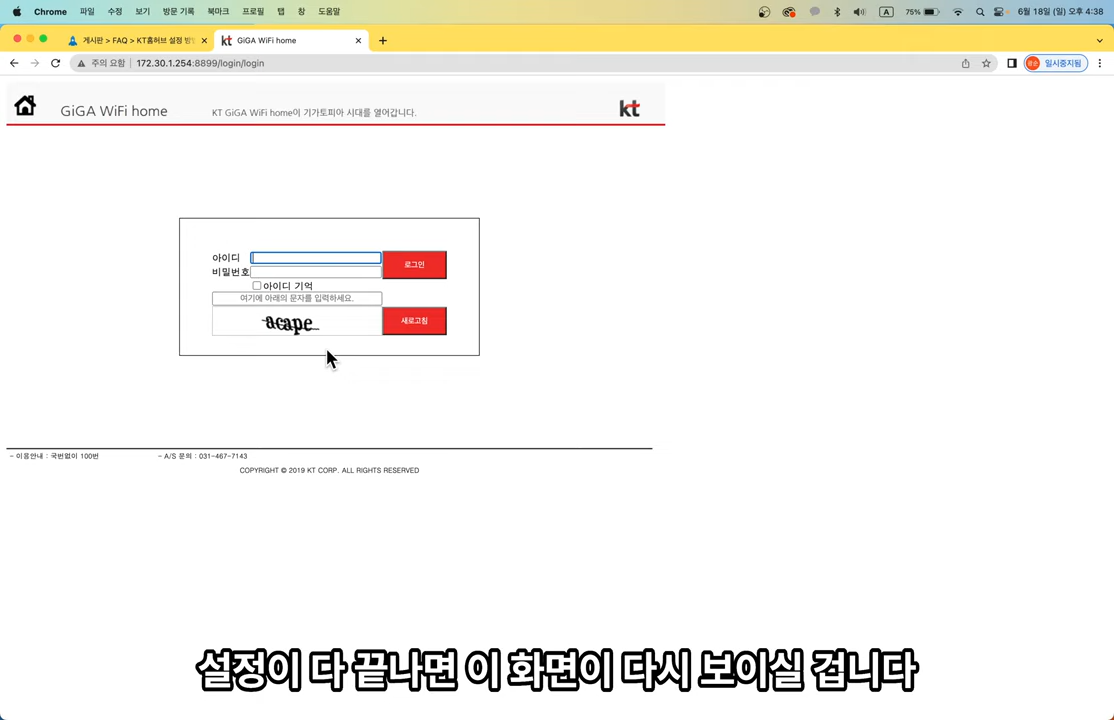 Chrome 파일 수정 보기 방문 기록 북마크 프로필 탭 창 도움말 A 75% 6월 18일 (일) 오후 4:38
게시판 > FAQ > KT홈허브 설정 방법 kt GiGA WiFi home
주의 요함 172.30.1.254:8899/login/login 일시중지됨
GiGA WiFi home KT GiGA WiFi home이 기가토피아 시대를 열어갑니다. kt
아이디 로그인
비밀번호
아이디 기억
여기에 아래의 문자를 입력하세요.
acape 새로고침
- 이용안내 : 국번없이 100번 - A/S 문의 : 031-467-7143
COPYRIGHT © 2019 KT CORP. ALL RIGHTS RESERVED
설정이 다 끝나면 이 화면이 다시 보이실 겁니다